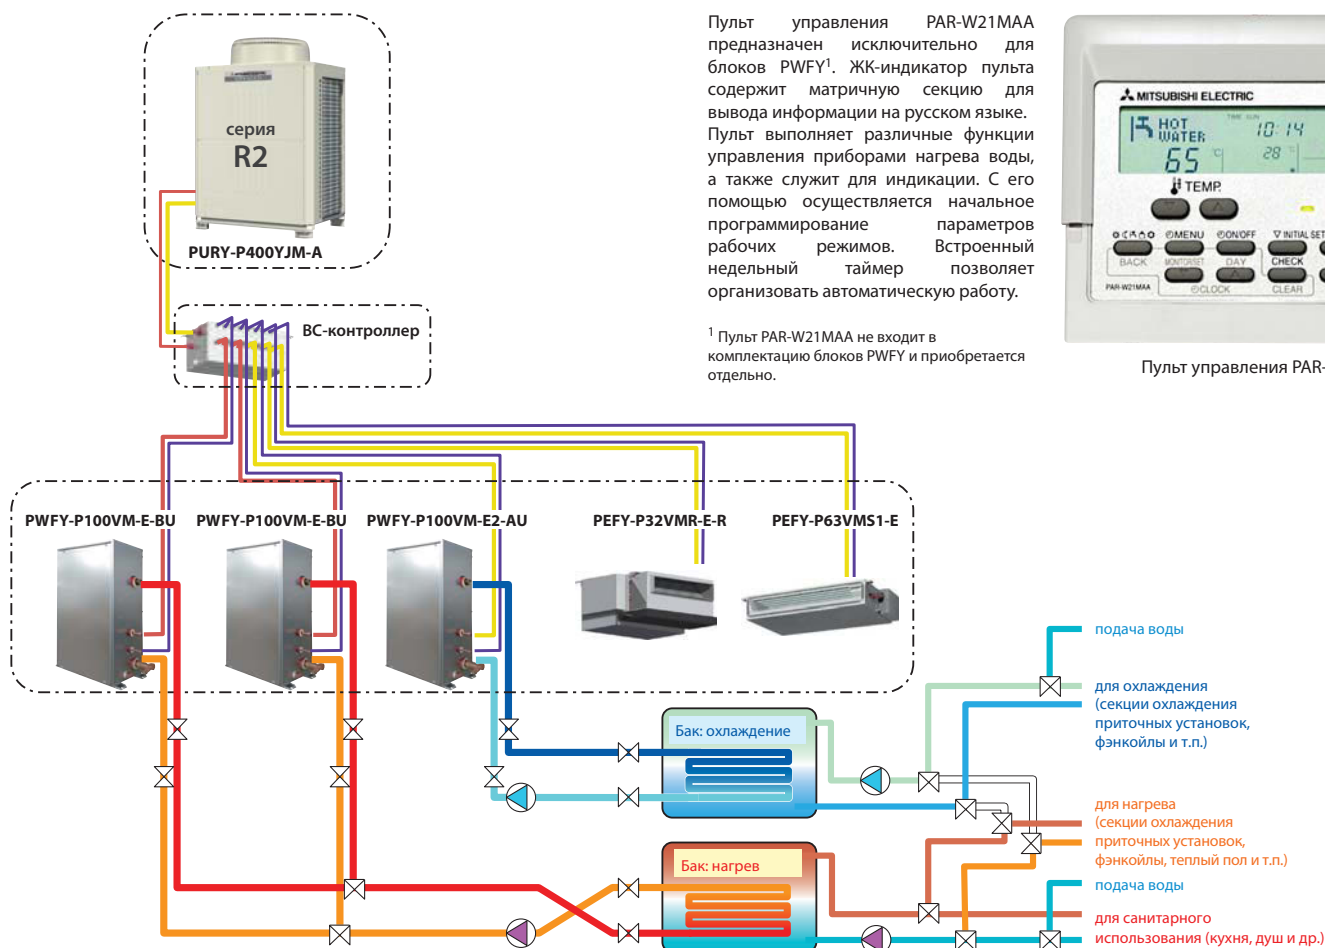 Пульт управления PAR-W21MAA
предназначен исключительно для
блоков PWFY¹. ЖК-индикатор пульта
содержит матричную секцию для
вывода информации на русском языке.
Пульт выполняет различные функции
управления приборами нагрева воды,
а также служит для индикации. С его
помощью осуществляется начальное
программирование параметров
рабочих режимов. Встроенный
недельный таймер позволяет
организовать автоматическую работу.
¹ Пульт PAR-W21MAA не входит в
комплектацию блоков PWFY и приобретается
отдельно.
MITSUBISHI ELECTRIC
HOT
WATER
TIME SUN
10:14
65 °C
28 °C
TEMP.
MENU
ON/OFF
INITIAL SET
BACK
MONITOR/SET
DAY
CHECK
PAR-W21MAA
CLOCK
CLEAR
Пульт управления PAR-
серия
R2
PURY-P400YJM-A
BC-контроллер
PWFY-P100VM-E-BU
PWFY-P100VM-E-BU
PWFY-P100VM-E2-AU
PEFY-P32VMR-E-R
PEFY-P63VMS1-E
Бак: охлаждение
Бак: нагрев
подача воды
для охлаждения
(секции охлаждения
приточных установок,
фэнкойлы и т.п.)
для нагрева
(секции охлаждения
приточных установок,
фэнкойлы, теплый пол и т.п.)
подача воды
для санитарного
использования (кухня, душ и др.)